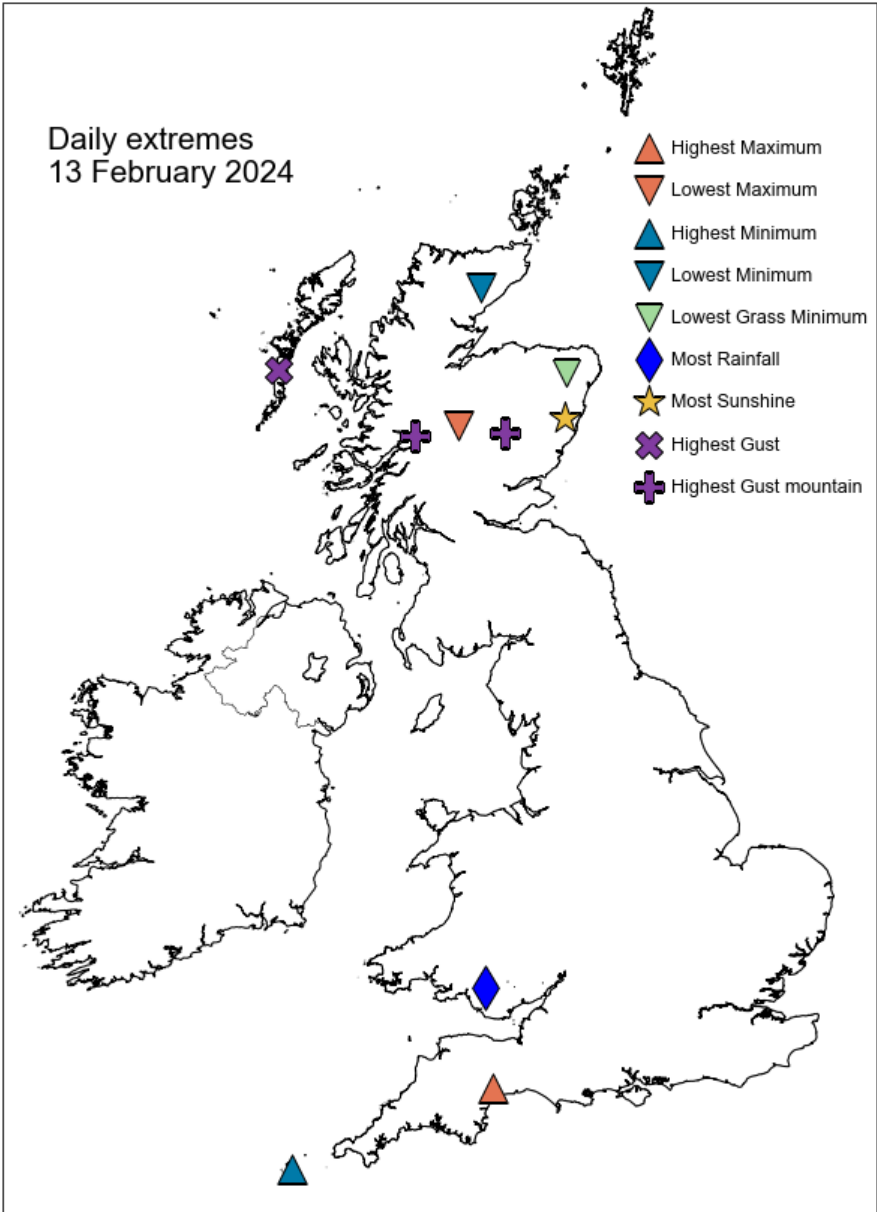 Daily extremes
13 February 2024
Highest Maximum
Lowest Maximum
Highest Minimum
Lowest Minimum
Lowest Grass Minimum
Most Rainfall
Most Sunshine
Highest Gust
Highest Gust mountain